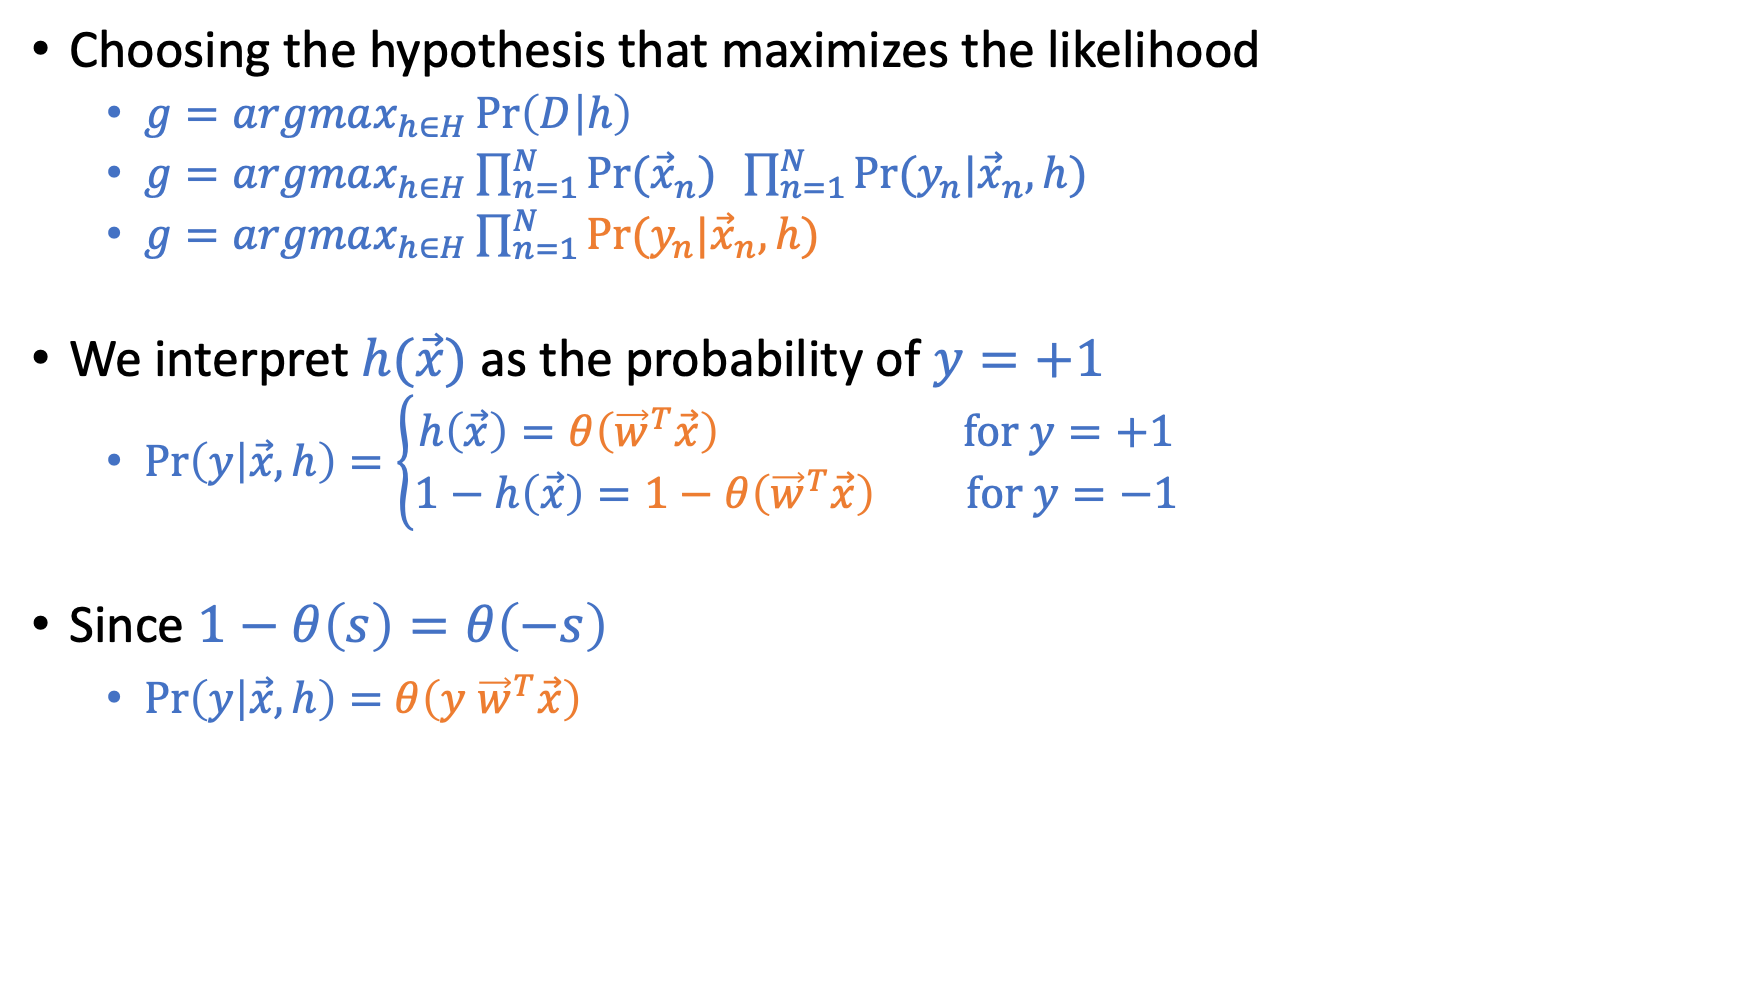 • Choosing the hypothesis that maximizes the likelihood
• g = argmax_{h∈H} Pr(D|h)
• g = argmax_{h∈H} ∏_{n=1}^{N} Pr(x⃗_n) ∏_{n=1}^{N} Pr(y_n|x⃗_n, h)
• g = argmax_{h∈H} ∏_{n=1}^{N} Pr(y_n|x⃗_n, h)
• We interpret h(x⃗) as the probability of y = +1
• Pr(y|x⃗, h) = { h(x⃗) = θ(w⃗^T x⃗) for y = +1
1 − h(x⃗) = 1 − θ(w⃗^T x⃗) for y = −1
• Since 1 − θ(s) = θ(−s)
• Pr(y|x⃗, h) = θ(y w⃗^T x⃗)